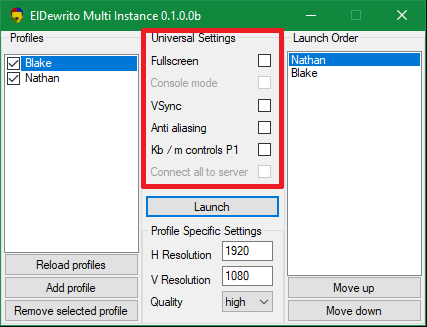 ElDewrito Multi Instance 0.1.0.0b
Profiles
Blake
Nathan
Reload profiles
Add profile
Remove selected profile
Universal Settings
Fullscreen
Console mode
VSync
Anti aliasing
Kb / m controls P1
Connect all to server
Launch
Profile Specific Settings
H Resolution 1920
V Resolution 1080
Quality high
Launch Order
Nathan
Blake
Move up
Move down